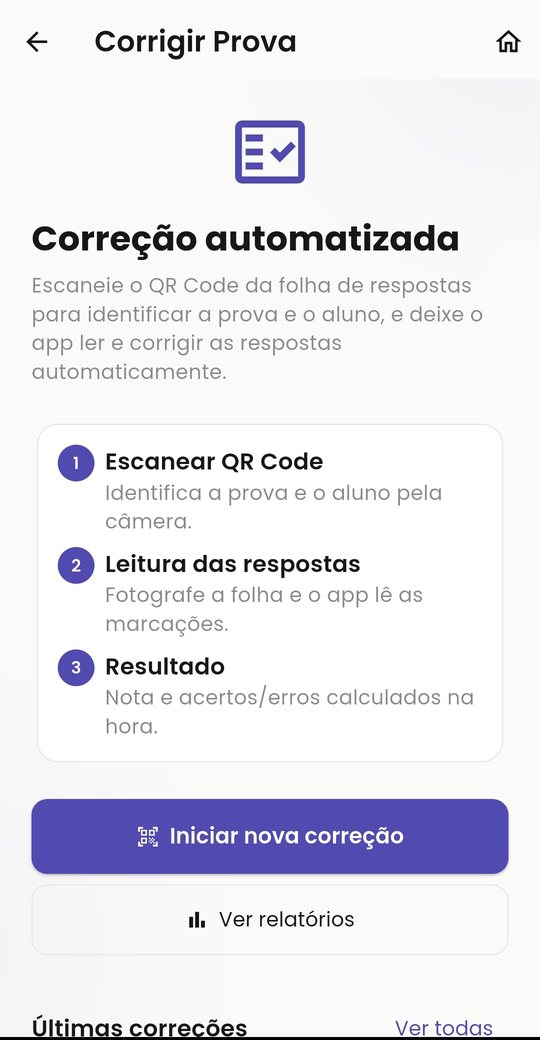 Corrigir Prova
Correção automatizada
Escaneie o QR Code da folha de respostas
para identificar a prova e o aluno, e deixe o
app ler e corrigir as respostas
automaticamente.
1 Escanear QR Code
Identifica a prova e o aluno pela
câmera.
2 Leitura das respostas
Fotografe a folha e o app lê as
marcações.
3 Resultado
Nota e acertos/erros calculados na
hora.
Iniciar nova correção
Ver relatórios
Últimas correções Ver todas